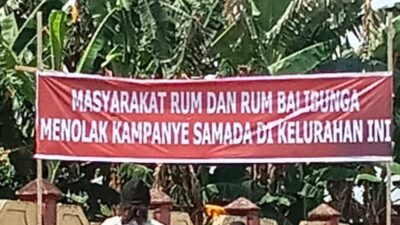 MASYARAKAT RUM DAN RUM BALIBUNGA
MENOLAK KAMPANYE SAMADA DI KELURAHAN INI